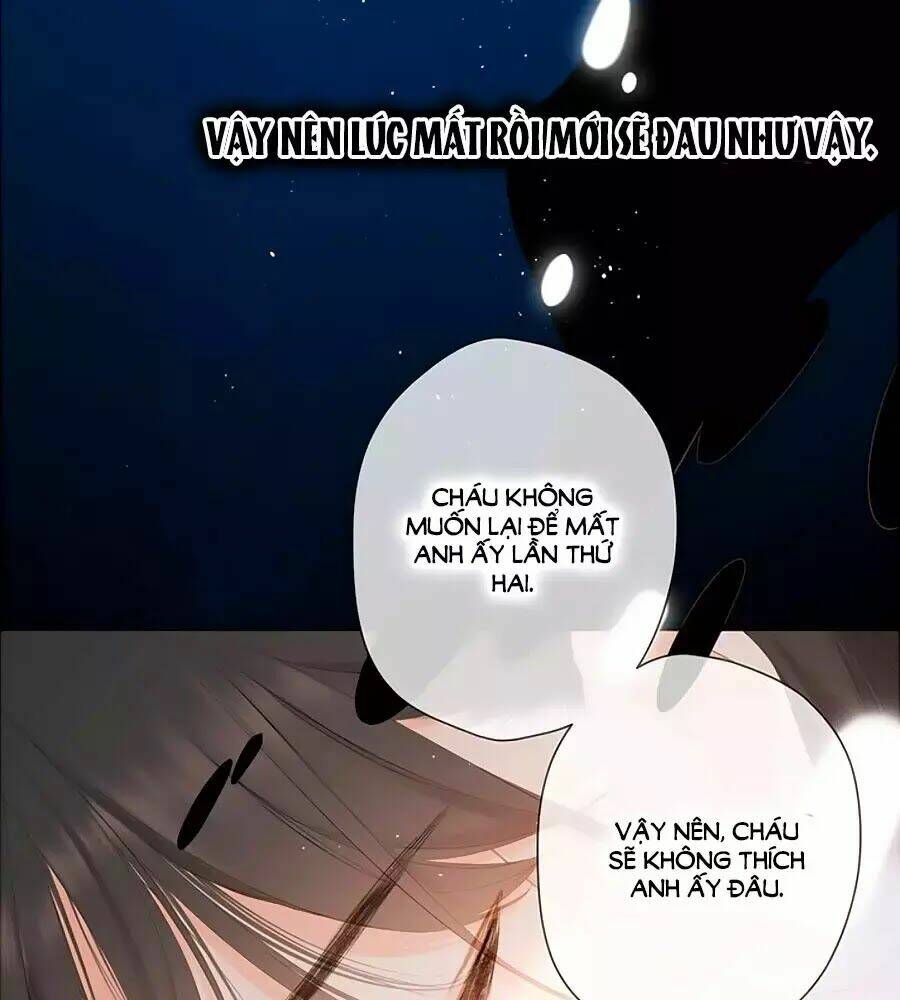 VẬY NÊN LÚC MẤT RỒI MỚI SẼ ĐAU NHƯ VẬY.
CHÁU KHÔNG
MUỐN LẠI ĐỂ MẤT
ANH ẤY LẦN THỨ
HAI.
VẬY NÊN, CHÁU
SẼ KHÔNG THÍCH
ANH ẤY ĐÂU.